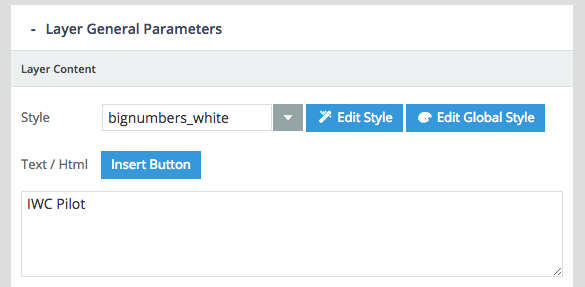 - Layer General Parameters
Layer Content
Style bignumbers_white Edit Style Edit Global Style
Text / Html Insert Button
IWC Pilot